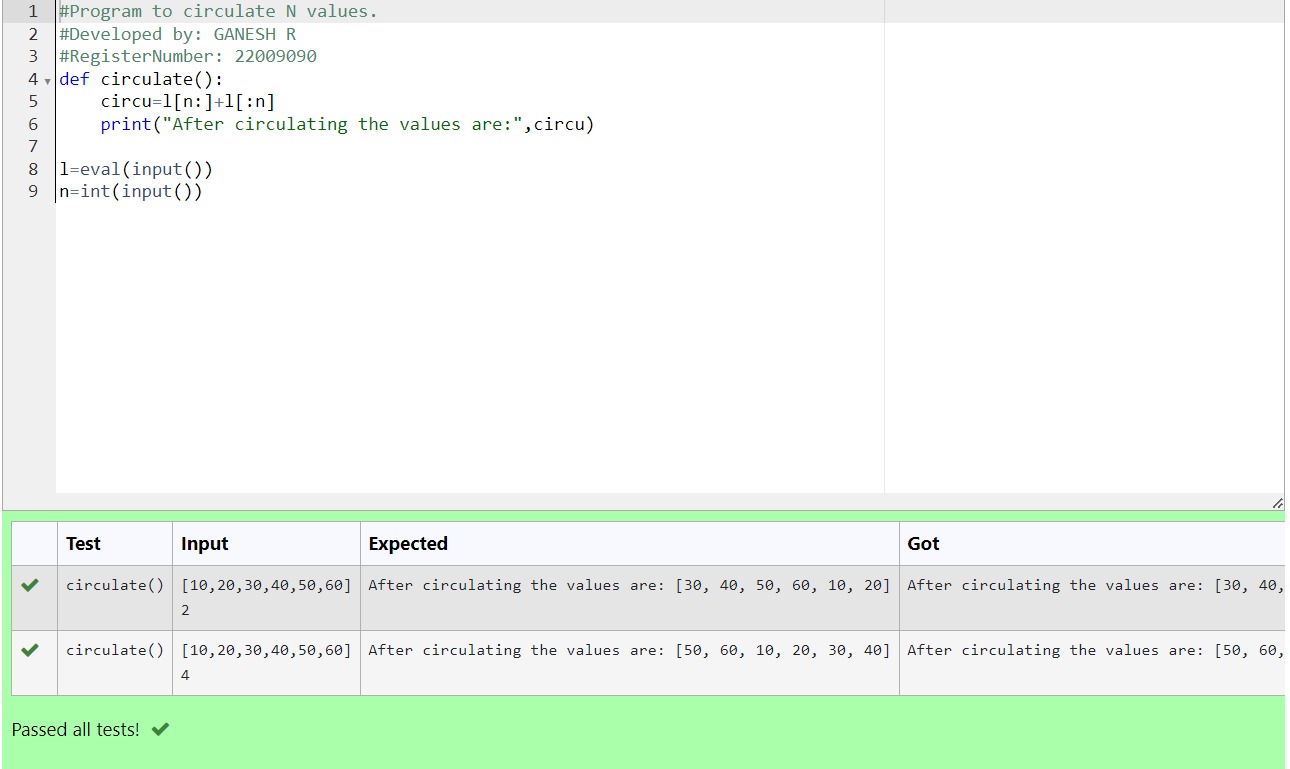 1 #Program to circulate N values.
2 #Developed by: GANESH R
3 #RegisterNumber: 22009090
4 def circulate():
5     circu=l[n:]+l[:n]
6     print("After circulating the values are:",circu)
7
8 l=eval(input())
9 n=int(input())
Test Input Expected Got
circulate() [10,20,30,40,50,60] After circulating the values are: [30, 40, 50, 60, 10, 20] After circulating the values are: [30, 40,
2
circulate() [10,20,30,40,50,60] After circulating the values are: [50, 60, 10, 20, 30, 40] After circulating the values are: [50, 60,
4
Passed all tests!